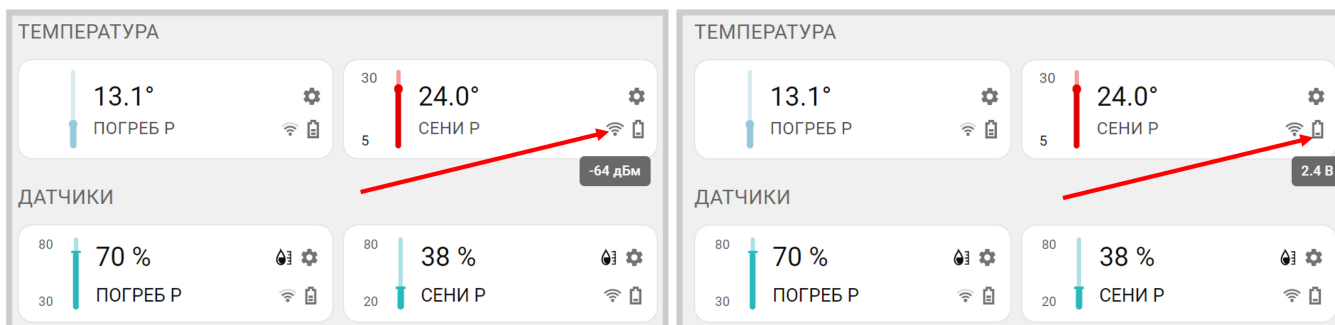 ТЕМПЕРАТУРА
13.1°
ПОГРЕБ Р
30
24.0°
СЕНИ Р
5
-64 дБм
ДАТЧИКИ
80
70 %
ПОГРЕБ Р
30
80
38 %
СЕНИ Р
20
ТЕМПЕРАТУРА
13.1°
ПОГРЕБ Р
30
24.0°
СЕНИ Р
5
2.4 В
ДАТЧИКИ
80
70 %
ПОГРЕБ Р
30
80
38 %
СЕНИ Р
20